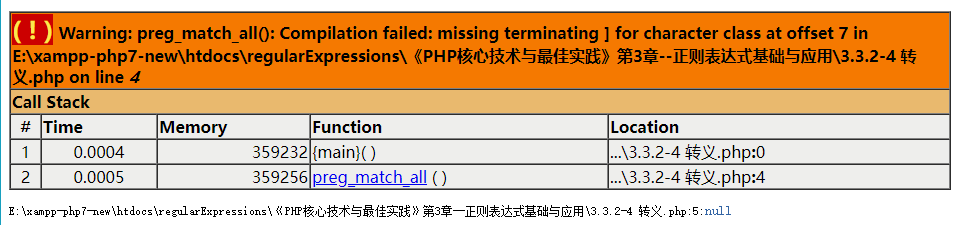 ( ! ) Warning: preg_match_all(): Compilation failed: missing terminating ] for character class at offset 7 in
E:\xampp-php7-new\htdocs\regularExpressions\《PHP核心技术与最佳实践》第3章--正则表达式基础与应用\3.3.2-4 转
义.php on line 4
Call Stack
# Time Memory Function Location
1 0.0004 359232 {main}( ) ...\3.3.2-4 转义.php:0
2 0.0005 359256 preg_match_all ( ) ...\3.3.2-4 转义.php:4
E:\xampp-php7-new\htdocs\regularExpressions\《PHP核心技术与最佳实践》第3章--正则表达式基础与应用\3.3.2-4 转义.php:5:null